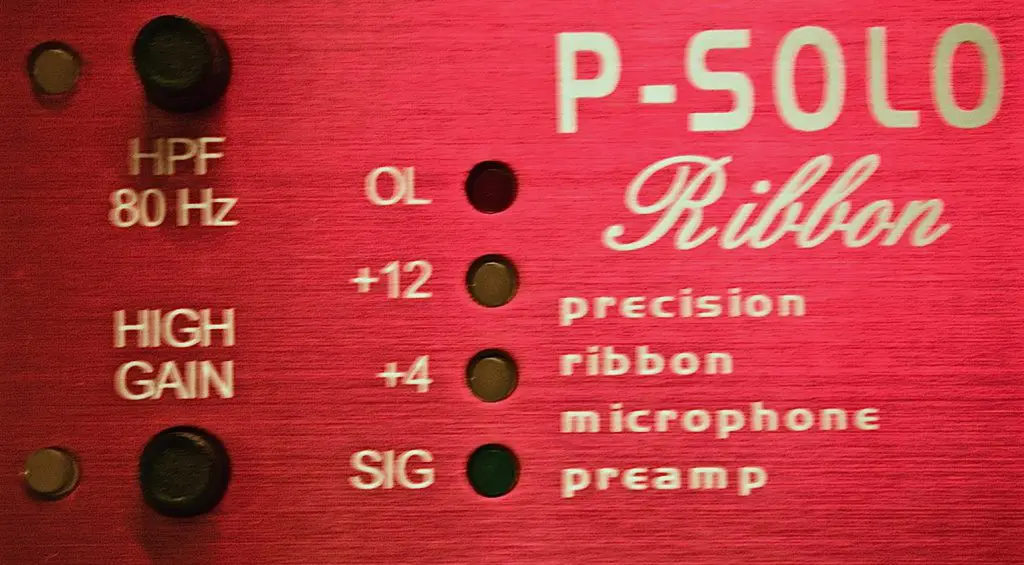 P-SOLO
Ribbon
precision
ribbon
microphone
preamp
HPF
80 Hz
HIGH
GAIN
OL
+12
+4
SIG